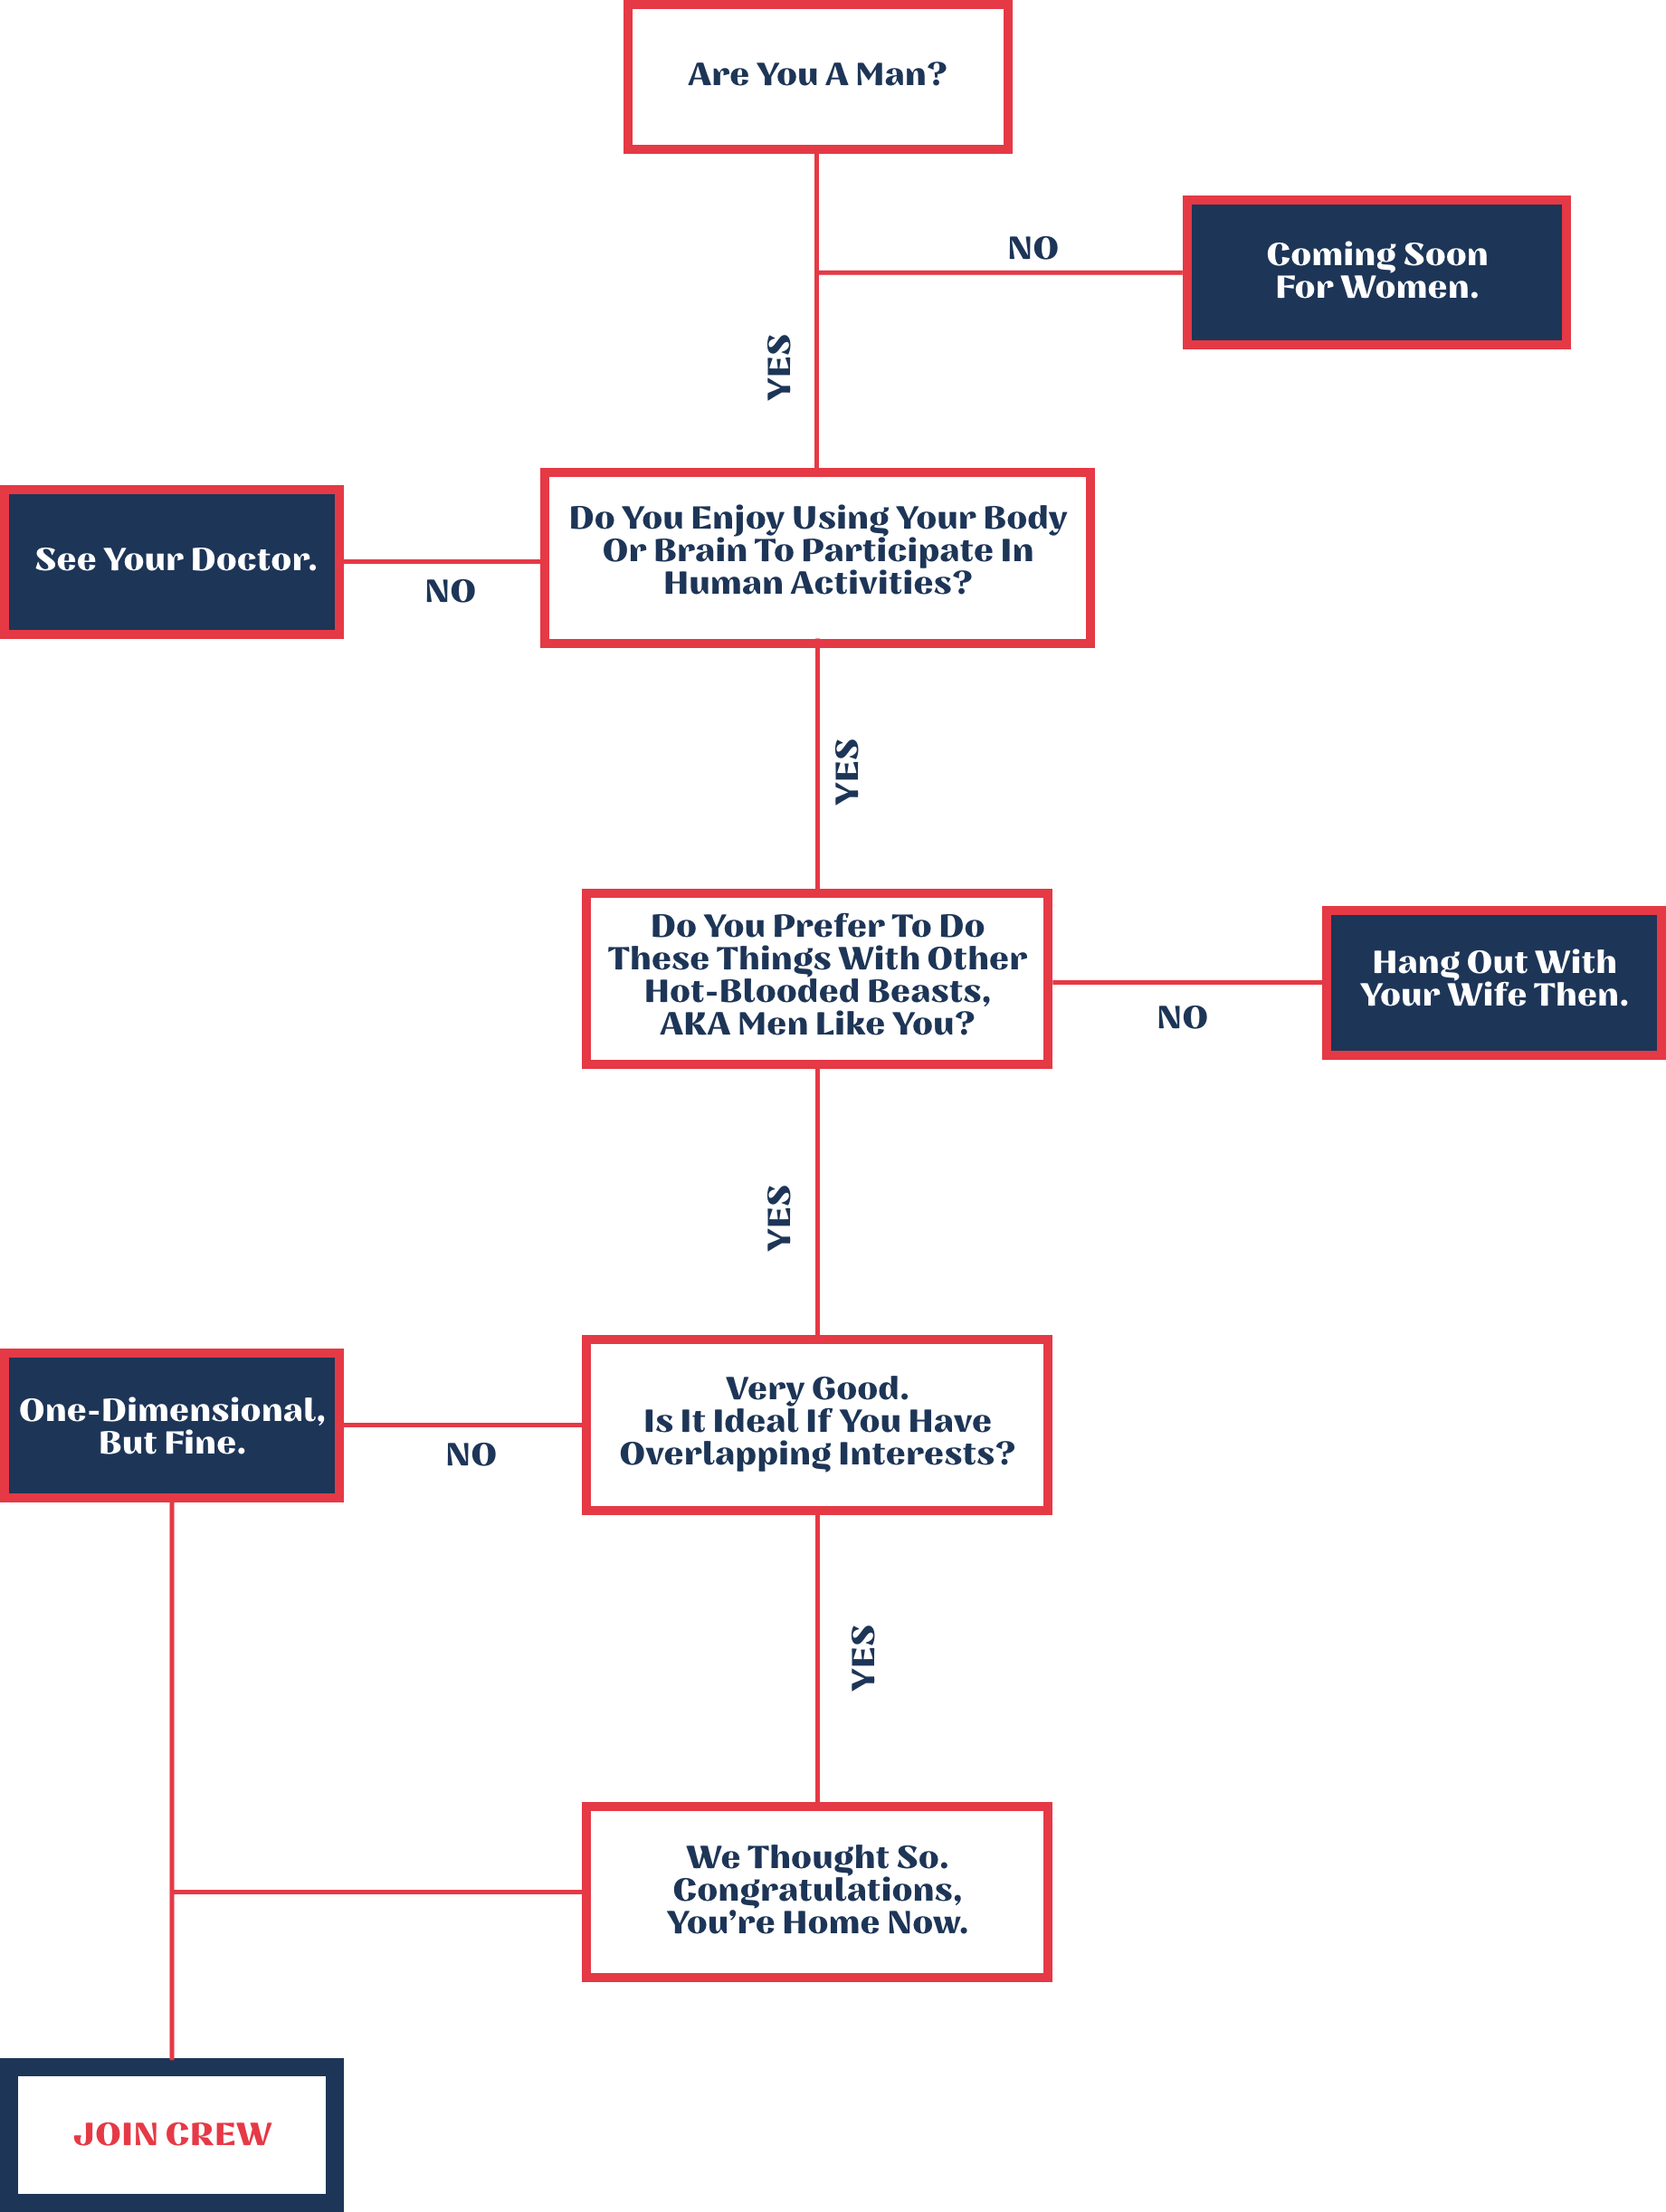 Are You A Man?
NO
Coming Soon
For Women.
YES
Do You Enjoy Using Your Body
Or Brain To Participate In
Human Activities?
See Your Doctor.
NO
YES
Do You Prefer To Do
These Things With Other
Hot-Blooded Beasts,
AKA Men Like You?
Hang Out With
Your Wife Then.
NO
YES
Very Good.
Is It Ideal If You Have
Overlapping Interests?
One-Dimensional,
But Fine.
NO
YES
We Thought So.
Congratulations,
You’re Home Now.
JOIN CREW